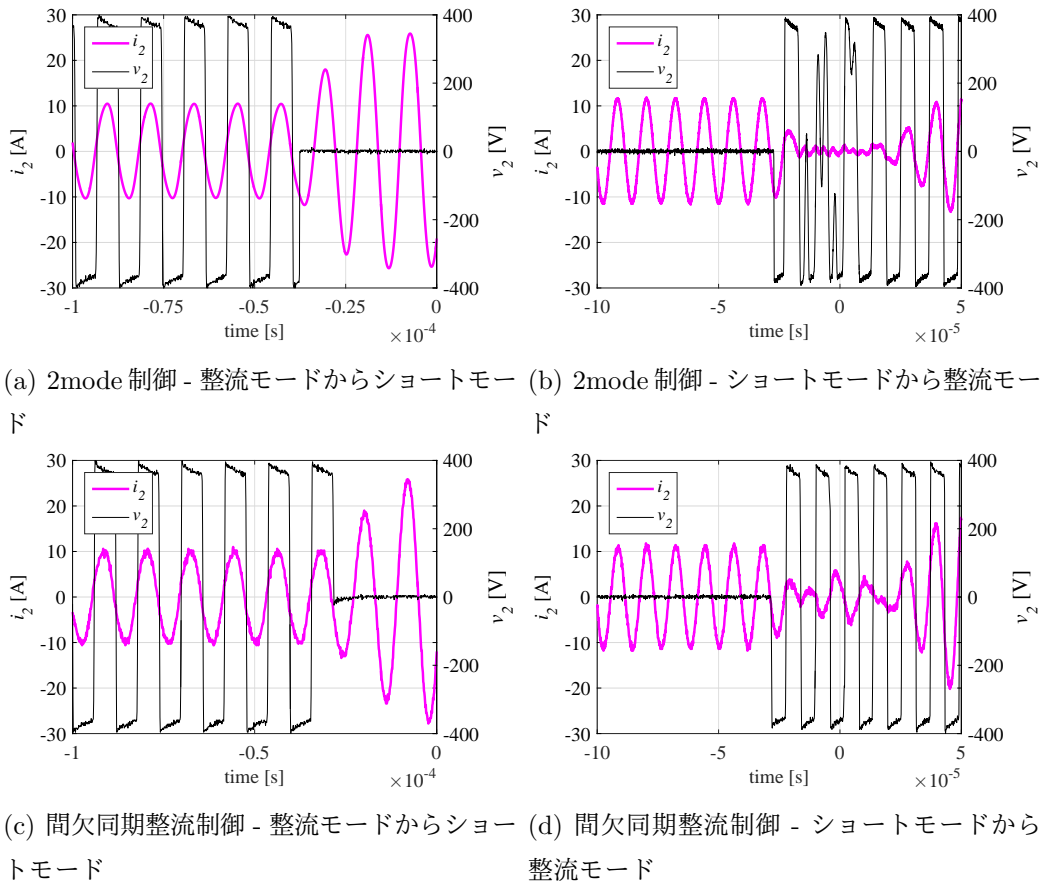 30
20
10
0
-10
-20
-30
i2 [A]
400
200
0
-200
-400
v2 [V]
i2
v2
-1
-0.75
-0.5
-0.25
0
time [s]
×10-4
30
20
10
0
-10
-20
-30
i2 [A]
400
200
0
-200
-400
v2 [V]
i2
v2
-10
-5
0
5
time [s]
×10-5
(a) 2mode 制御 - 整流モードからショートモー
ド
(b) 2mode 制御 - ショートモードから整流モー
ド
30
20
10
0
-10
-20
-30
i2 [A]
400
200
0
-200
-400
v2 [V]
i2
v2
-1
-0.5
0
time [s]
×10-4
30
20
10
0
-10
-20
-30
i2 [A]
400
200
0
-200
-400
v2 [V]
i2
v2
-10
-5
0
5
time [s]
×10-5
(c) 間欠同期整流制御 - 整流モードからショー
トモード
(d) 間欠同期整流制御 - ショートモードから
整流モード